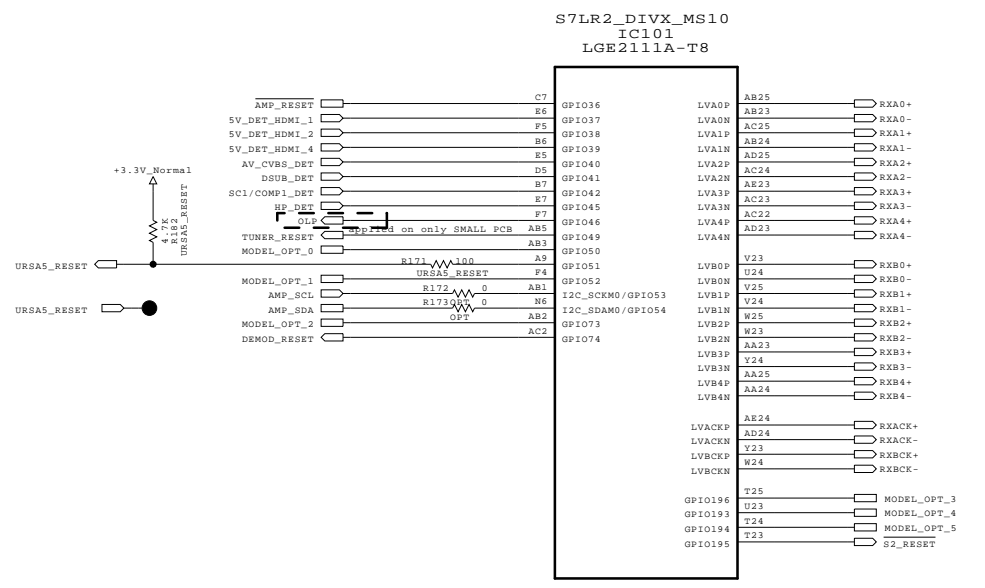 S7LR2_DIVX_MS10
IC101
LGE2111A-T8
AMP_RESET C7 GPIO36
5V_DET_HDMI_1 E6 GPIO37
5V_DET_HDMI_2 F5 GPIO38
5V_DET_HDMI_4 B6 GPIO39
AV_CVBS_DET E5 GPIO40
DSUB_DET D5 GPIO41
SC1/COMP1_DET B7 GPIO42
HP_DET E7 GPIO45
OLP F7 GPIO46
applied on only SMALL PCB
TUNER_RESET AB5 GPIO49
MODEL_OPT_0 AB3 GPIO50
+3.3V_Normal
4.7K
R182
URSA5_RESET
URSA5_RESET R171 100 A9 GPIO51
URSA5_RESET
MODEL_OPT_1 F4 GPIO52
AMP_SCL R172 0 AB1 I2C_SCKM0/GPIO53
OPT
URSA5_RESET
AMP_SDA R173 0 N6 I2C_SDAM0/GPIO54
OPT
MODEL_OPT_2 AB2 GPIO73
DEMOD_RESET AC2 GPIO74
LVA0P AB25 RXA0+
LVA0N AB23 RXA0-
LVA1P AC25 RXA1+
LVA1N AB24 RXA1-
LVA2P AD25 RXA2+
LVA2N AC24 RXA2-
LVA3P AE23 RXA3+
LVA3N AC23 RXA3-
LVA4P AC22 RXA4+
LVA4N AD23 RXA4-
LVB0P V23 RXB0+
LVB0N U24 RXB0-
LVB1P V25 RXB1+
LVB1N V24 RXB1-
LVB2P W25 RXB2+
LVB2N W23 RXB2-
LVB3P AA23 RXB3+
LVB3N Y24 RXB3-
LVB4P AA25 RXB4+
LVB4N AA24 RXB4-
LVACKP AE24 RXACK+
LVACKN AD24 RXACK-
LVBCKP Y23 RXBCK+
LVBCKN W24 RXBCK-
GPIO196 T25 MODEL_OPT_3
GPIO193 U23 MODEL_OPT_4
GPIO194 T24 MODEL_OPT_5
GPIO195 T23 S2_RESET